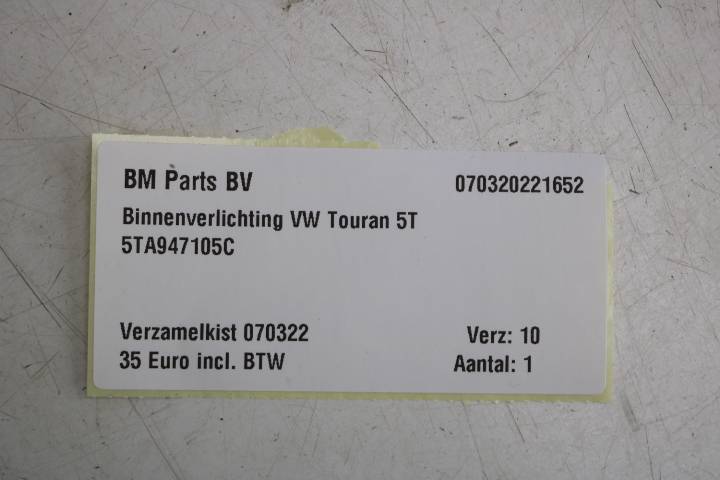 BM Parts BV 070320221652
Binnenverlichting VW Touran 5T
5TA947105C
Verzamelkist 070322 Verz: 10
35 Euro incl. BTW Aantal: 1